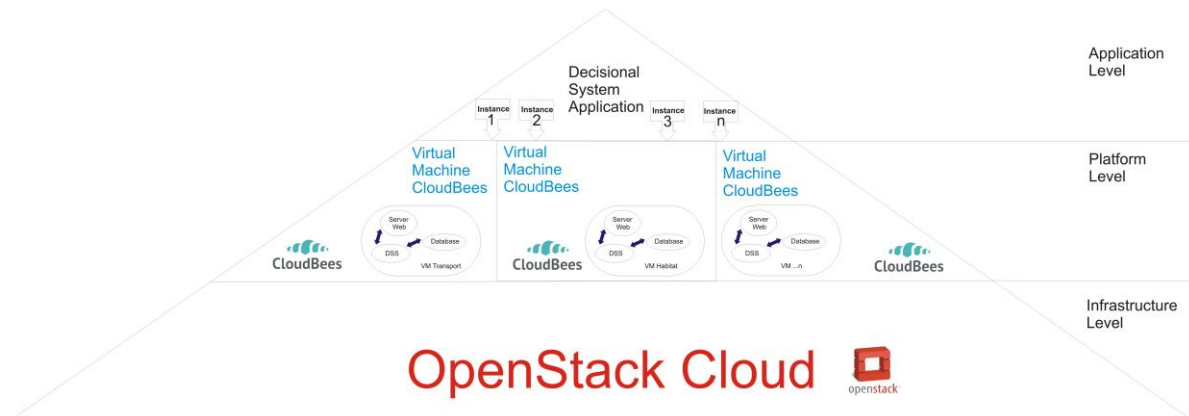 Decisional
System
Application
Application
Level
Instance
1
Instance
2
Instance
3
Instance
n
Virtual
Machine
CloudBees
Virtual
Machine
CloudBees
Virtual
Machine
CloudBees
Platform
Level
Server
Web
DSS
Database
VM Transport
Server
Web
DSS
Database
VM Habitat
Server
Web
DSS
Database
VM ...n
CloudBees
CloudBees
CloudBees
Infrastructure
Level
OpenStack Cloud
openstack